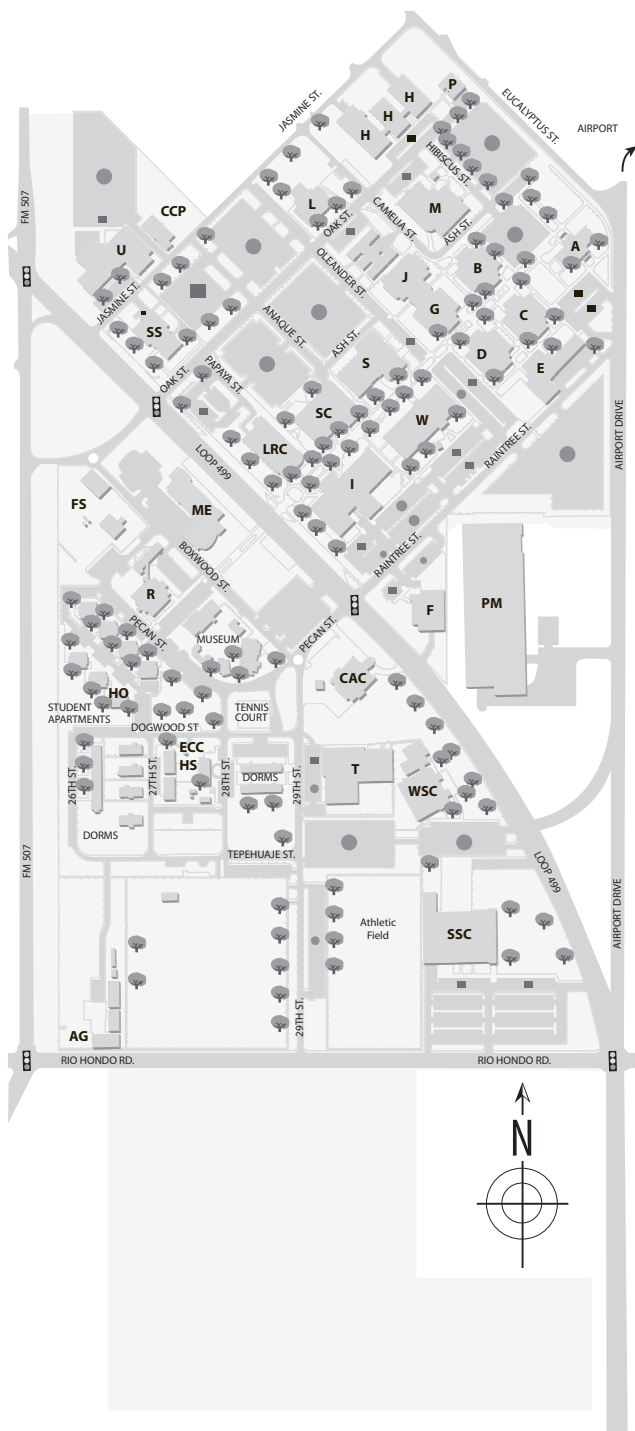 P
EUCALYPTUS ST.
H
JASMINE ST.
H
AIRPORT
H
HIBISCUS ST.
FM 507
L
CAMELIA ST.
M
CCP
OAK ST.
ASH ST.
A
U
OLEANDER ST.
B
J
JASMINE ST.
G
C
SS
ANAQUE ST.
ASH ST.
D
E
PAPAYA ST.
S
OAK ST.
SC
W
RAINTREE ST.
AIRPORT DRIVE
LOOP 499
LRC
I
FS
ME
BOXWOOD ST.
RAINTREE ST.
R
F
PM
PECAN ST.
MUSEUM
PECAN ST.
CAC
HO
STUDENT
APARTMENTS
TENNIS
COURT
DOGWOOD ST
ECC
HS
26TH ST.
27TH ST.
28TH ST.
DORMS
29TH ST.
T
WSC
DORMS
TEPEHUAJE ST.
FM 507
LOOP 499
AIRPORT DRIVE
Athletic
Field
SSC
29TH ST.
AG
RIO HONDO RD.
RIO HONDO RD.
N